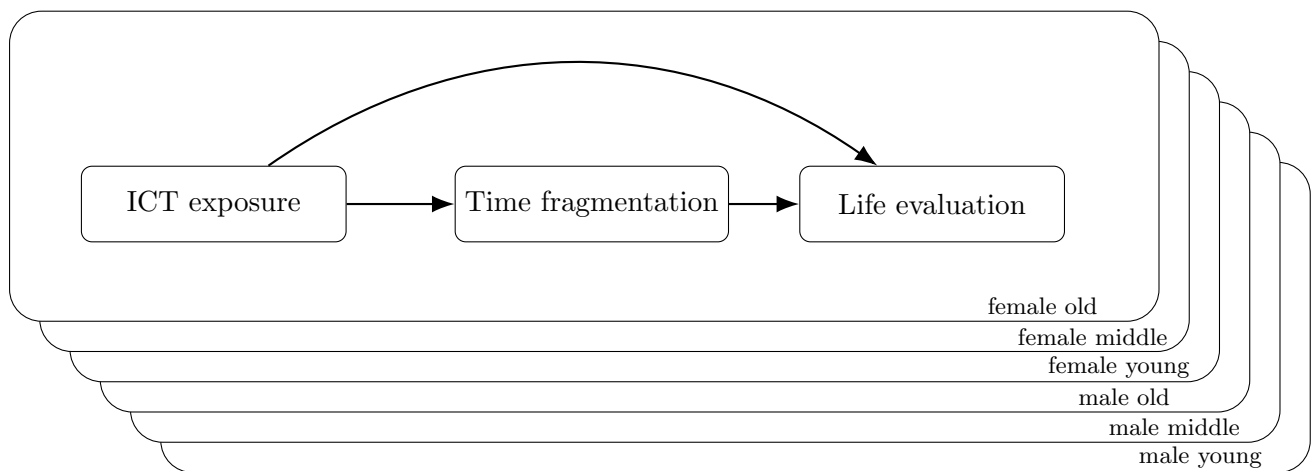 ICT exposure
Time fragmentation
Life evaluation
female old
female middle
female young
male old
male middle
male young